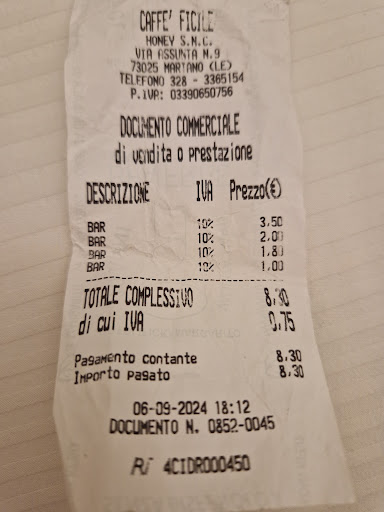 CAFFE' FICILE
HONEY S.N.C.
VIA ASSUNTA N.9
73025 MARTANO (LE)
TELEFONO 328 - 3365154
P.IVA: 03390650756
DOCUMENTO COMMERCIALE
di vendita o prestazione
DESCRIZIONE IVA Prezzo(€)
BAR 10% 3,50
BAR 10% 2,00
BAR 10% 1,80
BAR 10% 1,00
TOTALE COMPLESSIVO 8,30
di cui IVA 0,75
Pagamento contante 8,30
Importo pagato 8,30
06-09-2024 18:12
DOCUMENTO N. 0852-0045
RT 4CIDR000450